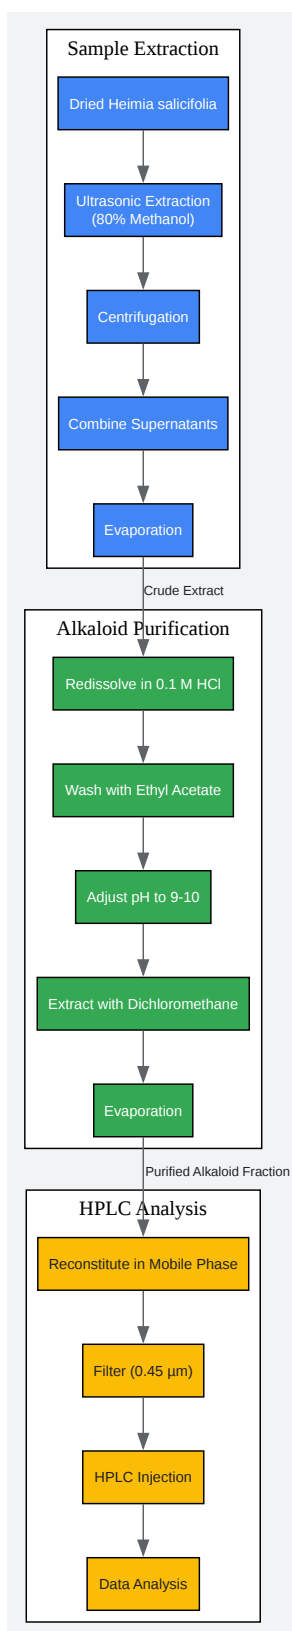 Sample Extraction
Dried Heimia salicifolia
Ultrasonic Extraction
(80% Methanol)
Centrifugation
Combine Supernatants
Evaporation
Crude Extract
Alkaloid Purification
Redissolve in 0.1 M HCl
Wash with Ethyl Acetate
Adjust pH to 9-10
Extract with Dichloromethane
Evaporation
Purified Alkaloid Fraction
HPLC Analysis
Reconstitute in Mobile Phase
Filter (0.45 µm)
HPLC Injection
Data Analysis